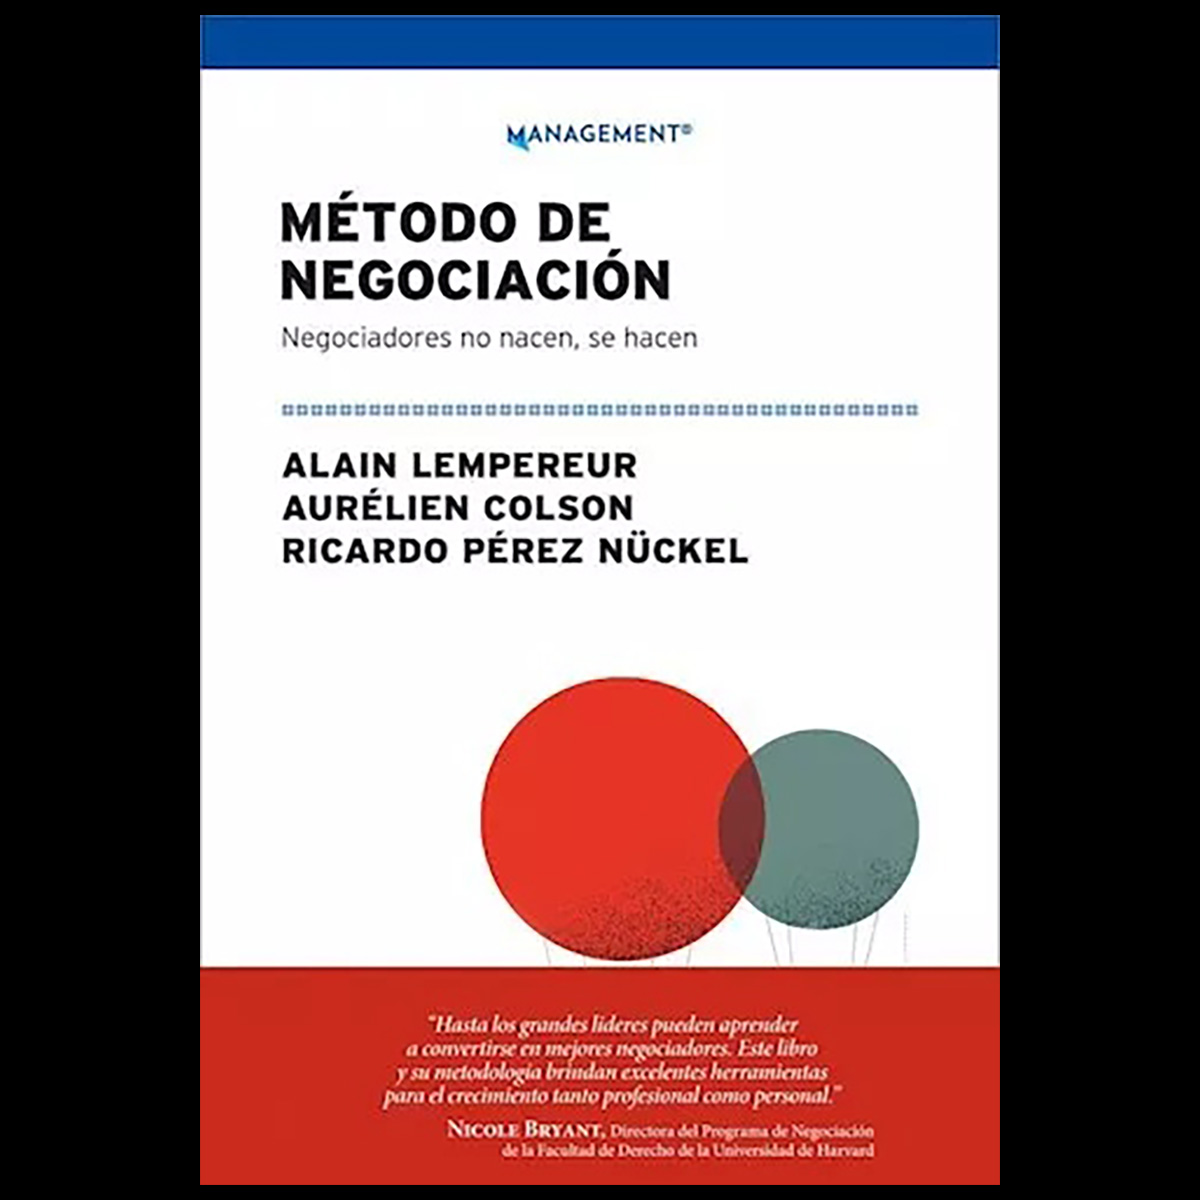 MANAGEMENT®
MÉTODO DE
NEGOCIACIÓN
Negociadores no nacen, se hacen
ALAIN LEMPEREUR
AURÉLIEN COLSON
RICARDO PÉREZ NÜCKEL
"Hasta los grandes líderes pueden aprender
a convertirse en mejores negociadores. Este libro
y su metodología brindan excelentes herramientas
para el crecimiento tanto profesional como personal."
NICOLE BRYANT, Directora del Programa de Negociación
de la Facultad de Derecho de la Universidad de Harvard